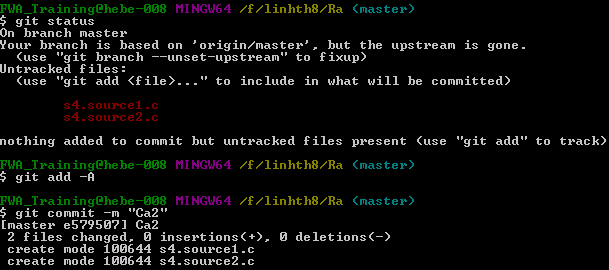 FWA_Training@hebe-008 MINGW64 /f/linhth8/Ra (master)
$ git status
On branch master
Your branch is based on 'origin/master', but the upstream is gone.
  (use "git branch --unset-upstream" to fixup)
Untracked files:
  (use "git add <file>..." to include in what will be committed)

        s4.source1.c
        s4.source2.c

nothing added to commit but untracked files present (use "git add" to track)

FWA_Training@hebe-008 MINGW64 /f/linhth8/Ra (master)
$ git add -A

FWA_Training@hebe-008 MINGW64 /f/linhth8/Ra (master)
$ git commit -m "Ca2"
[master e579507] Ca2
 2 files changed, 0 insertions(+), 0 deletions(-)
 create mode 100644 s4.source1.c
 create mode 100644 s4.source2.c